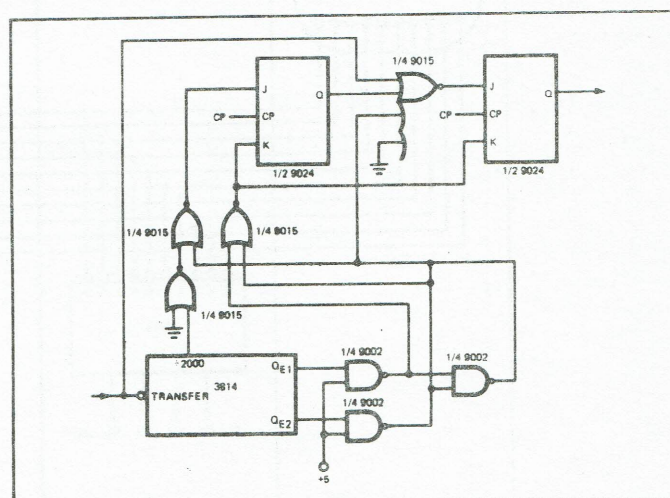 1/4 9015
J
Q
CP
CP
K
1/2 9024
J
Q
CP
K
1/2 9024
1/4 9015
1/4 9015
1/4 9015
÷2000
3814
TRANSFER
QE1
QE2
1/4 9002
1/4 9002
1/4 9002
+5